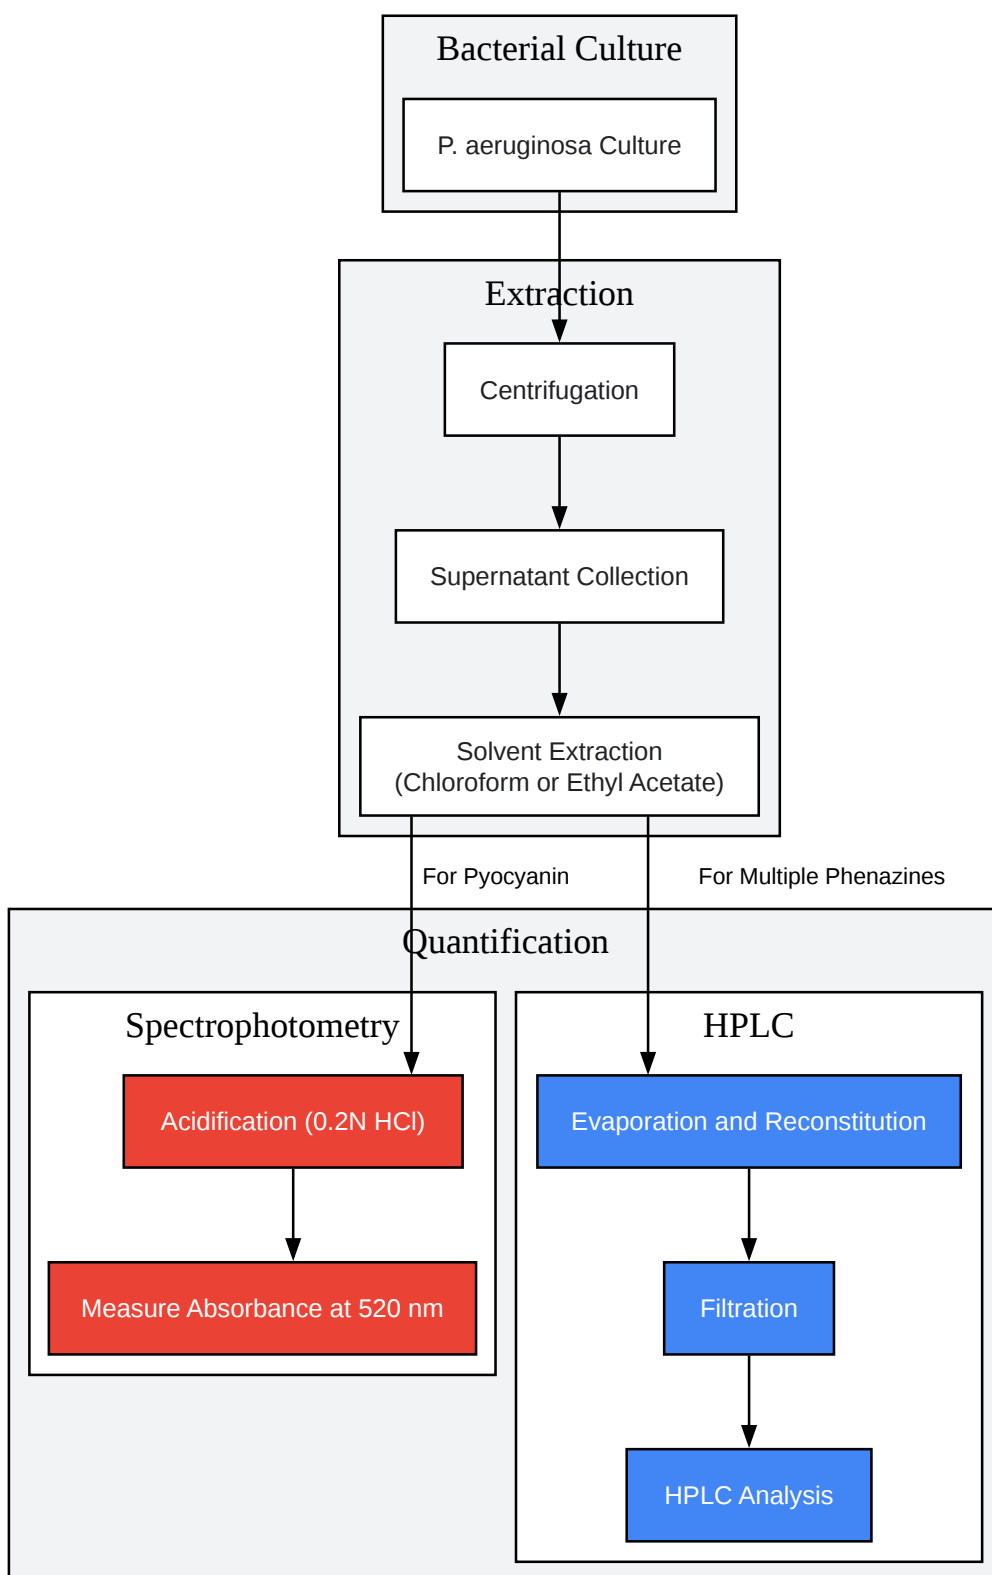 Bacterial Culture
P. aeruginosa Culture
Extraction
Centrifugation
Supernatant Collection
Solvent Extraction
(Chloroform or Ethyl Acetate)
For Pyocyanin
For Multiple Phenazines
Quantification
Spectrophotometry
Acidification (0.2N HCl)
Measure Absorbance at 520 nm
HPLC
Evaporation and Reconstitution
Filtration
HPLC Analysis